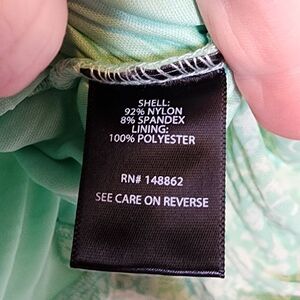 SHELL:
92% NYLON
8% SPANDEX
LINING:
100% POLYESTER
RN# 148862
SEE CARE ON REVERSE